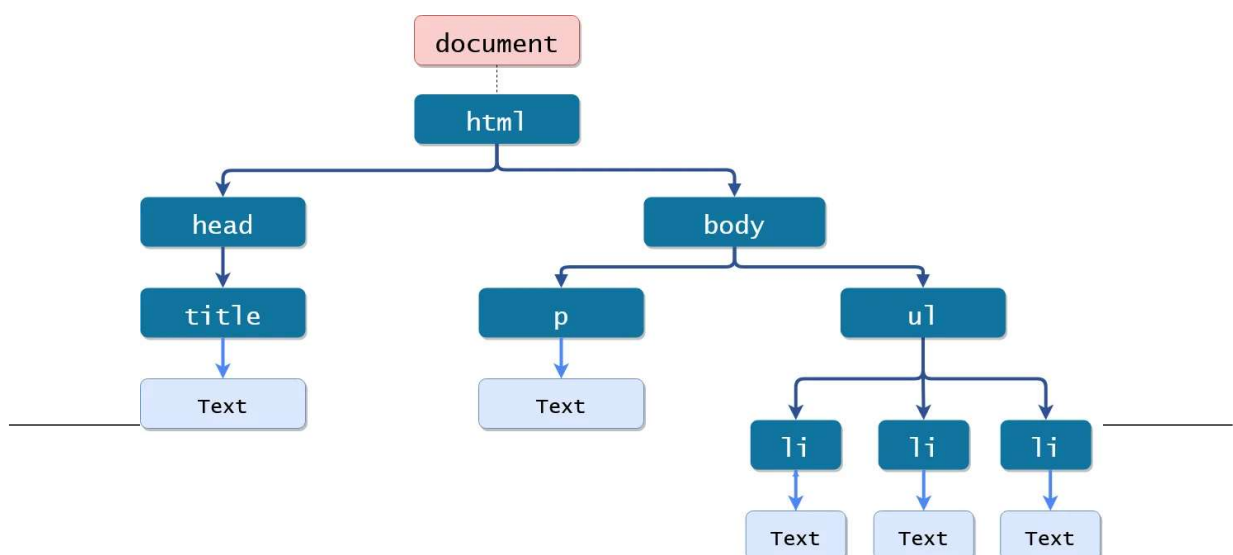 document
html
head body
title p ul
Text Text
li li li
Text Text Text